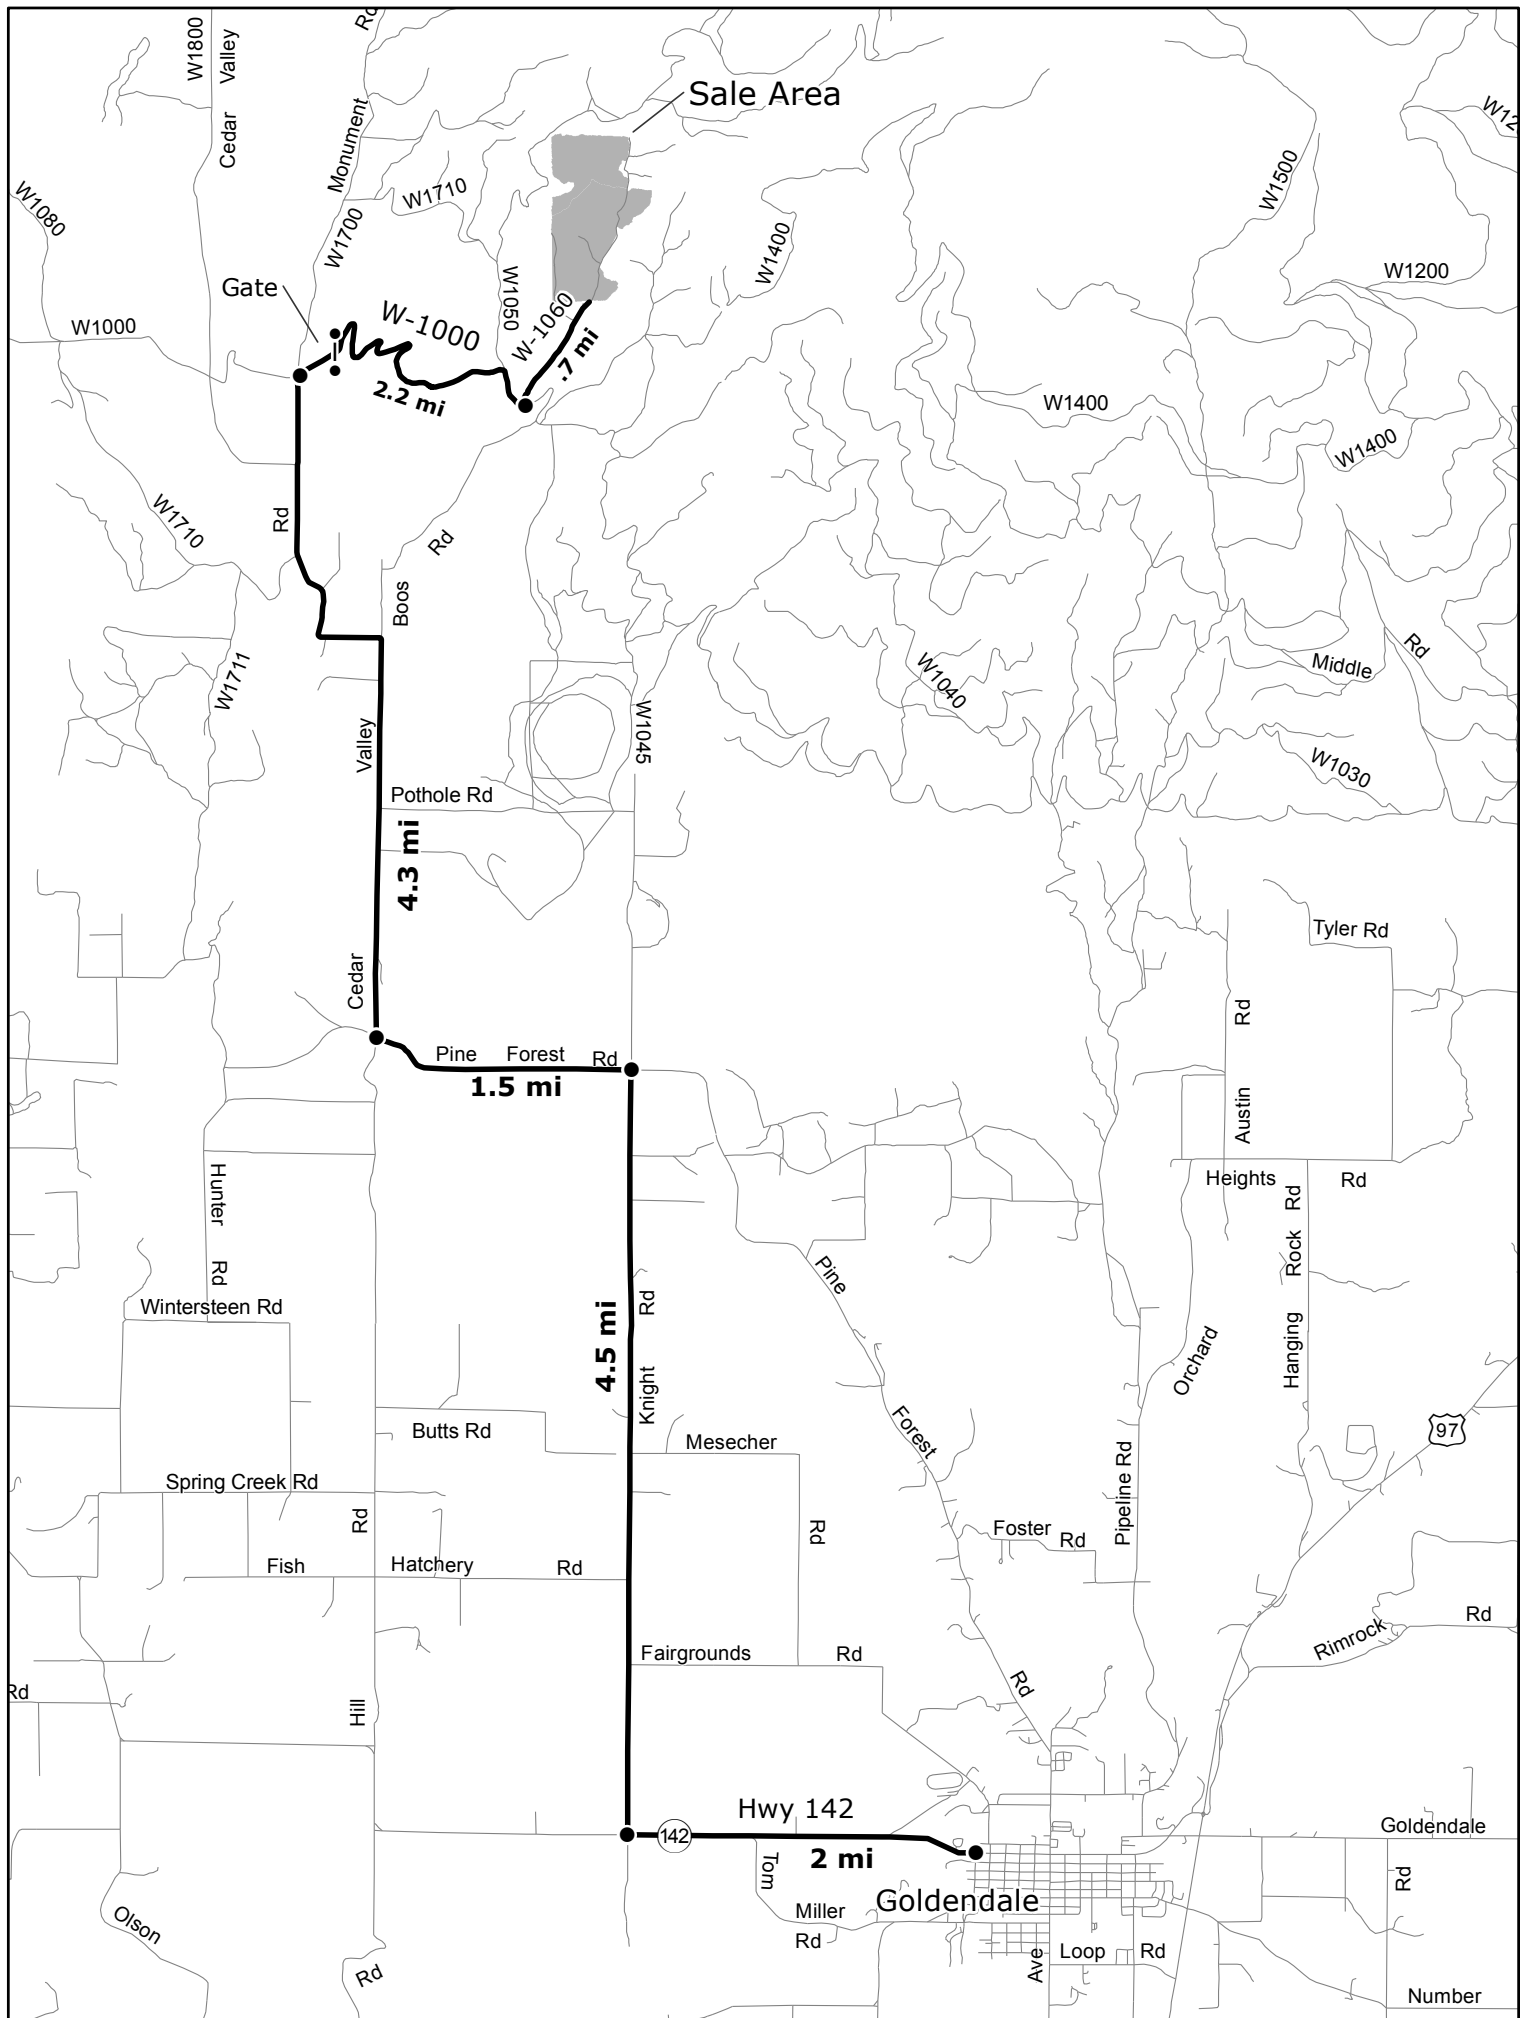 W1800
Cedar Valley
Monument Rd
Sale Area
W12
W1080
W1710
W1700
W1500
W1400
W1200
Gate
W1050
W-1060
W1000
W-1000
.7 mi
2.2 mi
W1400
W1400
W1710
Rd
Rd
Boos
W1711
W1040
Middle Rd
W1045
Valley
W1030
Pothole Rd
4.3 mi
Tyler Rd
Cedar
Rd
Pine Forest Rd
1.5 mi
Austin
Heights Rd
Hunter
Rd
Rd
Rock
Hanging
Pine
Wintersteen Rd
Rd
4.5 mi
Knight
Orchard
Forest
97
Butts Rd
Mesecher
Pipeline Rd
Spring Creek Rd
Rd
Rd
Foster Rd
Fish Hatchery Rd
Rimrock Rd
Fairgrounds Rd
Rd
Rd
Hill
Hwy 142
142
2 mi
Goldendale
Tom
Rd
Goldendale
Miller
Rd
Olson
Ave
Loop Rd
Rd
Number